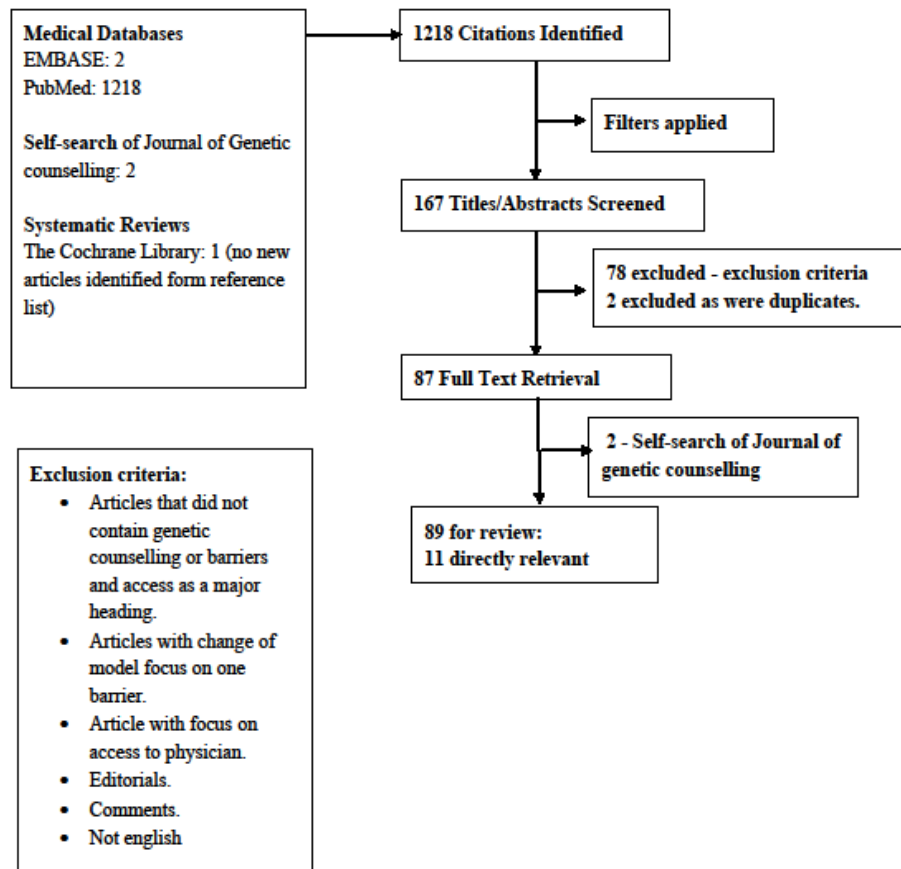 Medical Databases
EMBASE: 2
PubMed: 1218
Self-search of Journal of Genetic
counselling: 2
Systematic Reviews
The Cochrane Library: 1 (no new
articles identified form reference
list)
1218 Citations Identified
Filters applied
167 Titles/Abstracts Screened
78 excluded - exclusion criteria
2 excluded as were duplicates.
87 Full Text Retrieval
2 - Self-search of Journal of
genetic counselling
89 for review:
11 directly relevant
Exclusion criteria:
• Articles that did not
contain genetic
counselling or barriers
and access as a major
heading.
• Articles with change of
model focus on one
barrier.
• Article with focus on
access to physician.
• Editorials.
• Comments.
• Not english